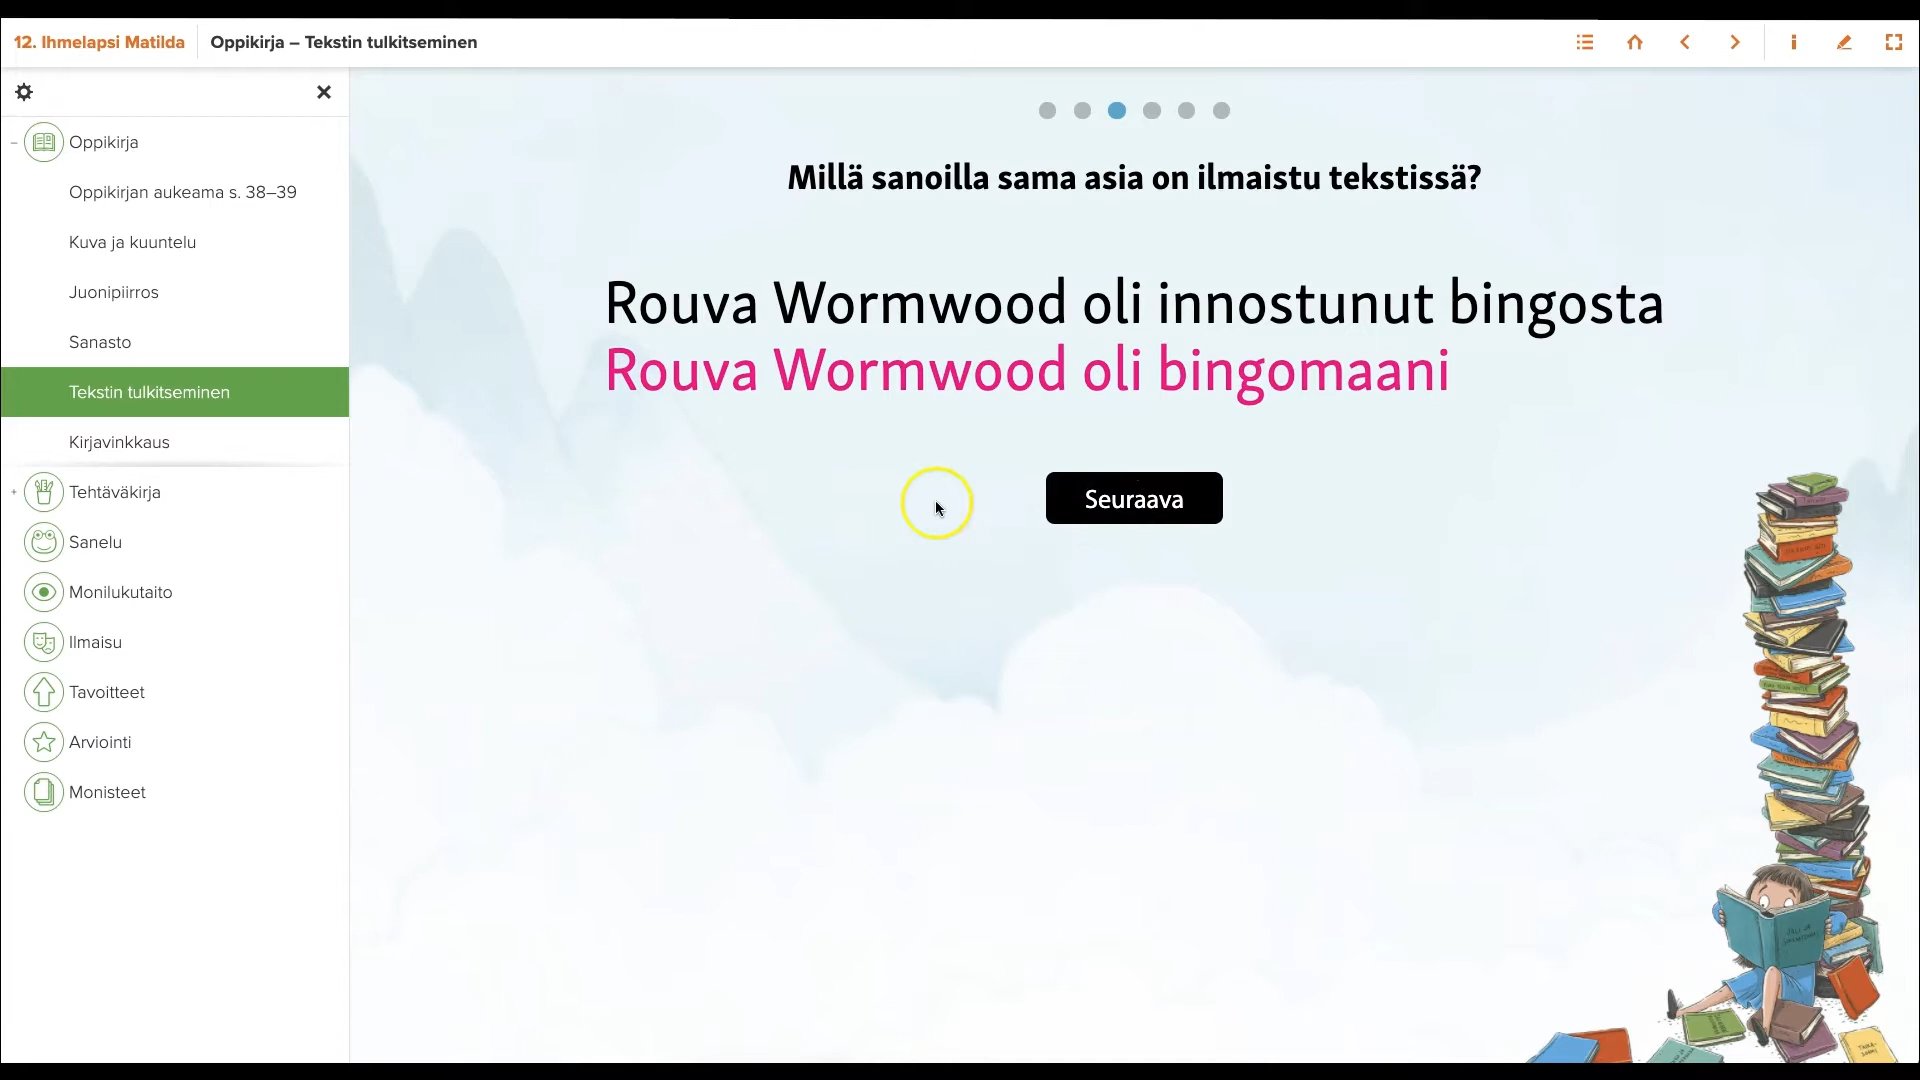 12. Ihmelapsi Matilda
Oppikirja – Tekstin tulkitseminen
Oppikirja
Oppikirjan aukeama s. 38–39
Kuva ja kuuntelu
Juonipiirros
Sanasto
Tekstin tulkitseminen
Kirjavinkkaus
Tehtäväkirja
Sanelu
Monilukutaito
Ilmaisu
Tavoitteet
Arviointi
Monisteet
Millä sanoilla sama asia on ilmaistu tekstissä?
Rouva Wormwood oli innostunut bingosta
Rouva Wormwood oli bingomaani
Seuraava